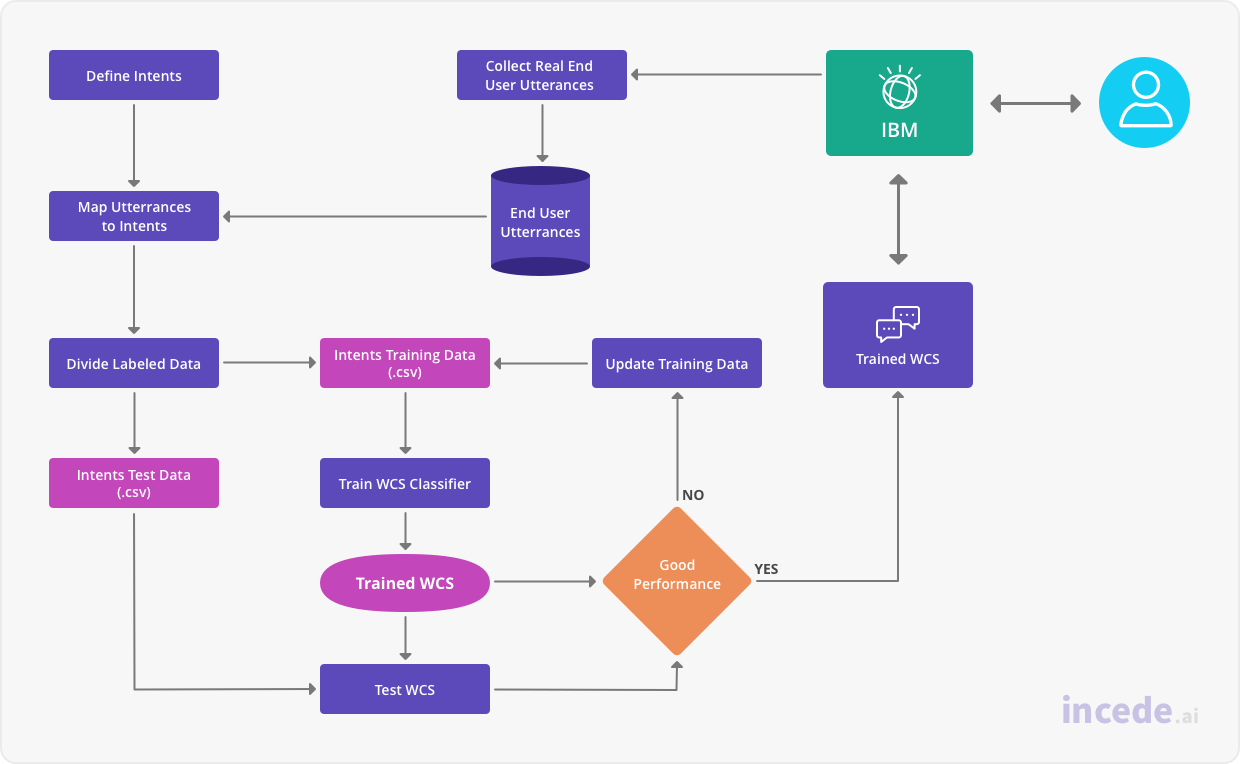 Define Intents
Collect Real End
User Utterances
IBM
Map Utterrances
to Intents
End User
Utterrances
Divide Labeled Data
Intents Training Data
(.csv)
Update Training Data
Trained WCS
Intents Test Data
(.csv)
Train WCS Classifier
NO
Trained WCS
Good
Performance
YES
Test WCS
incede.ai